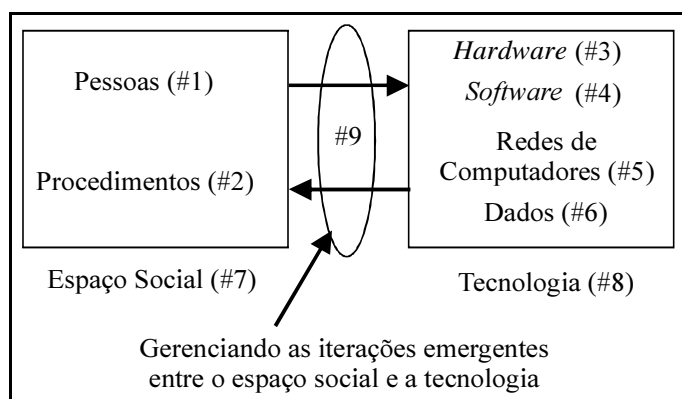 Pessoas (#1)
Procedimentos (#2)
Espaço Social (#7)
#9
Hardware (#3)
Software (#4)
Redes de
Computadores (#5)
Dados (#6)
Tecnologia (#8)
Gerenciando as iterações emergentes
entre o espaço social e a tecnologia